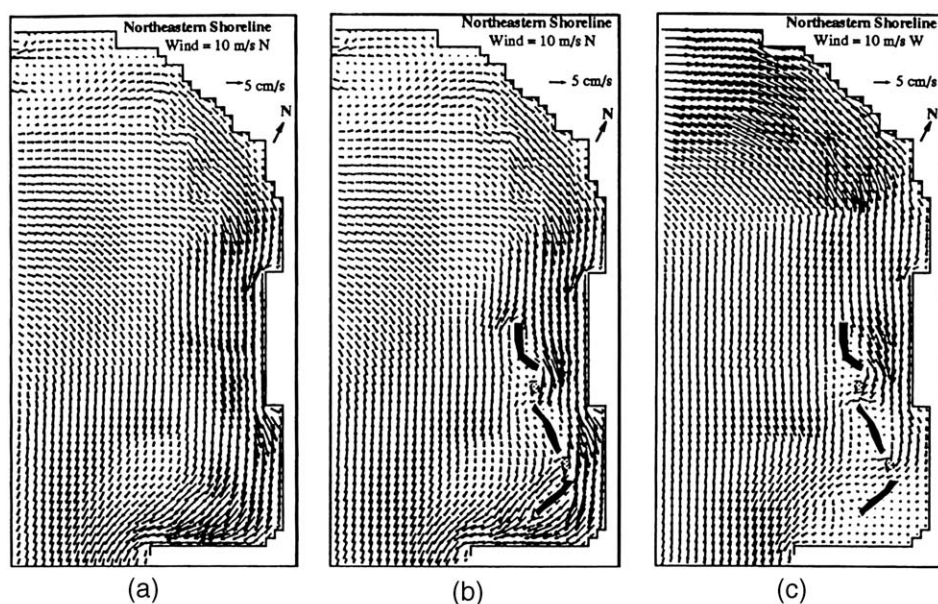 Northeastern Shoreline
Wind = 10 m/s N
5 cm/s
N
(a)
Northeastern Shoreline
Wind = 10 m/s N
5 cm/s
N
(b)
Northeastern Shoreline
Wind = 10 m/s W
5 cm/s
N
(c)